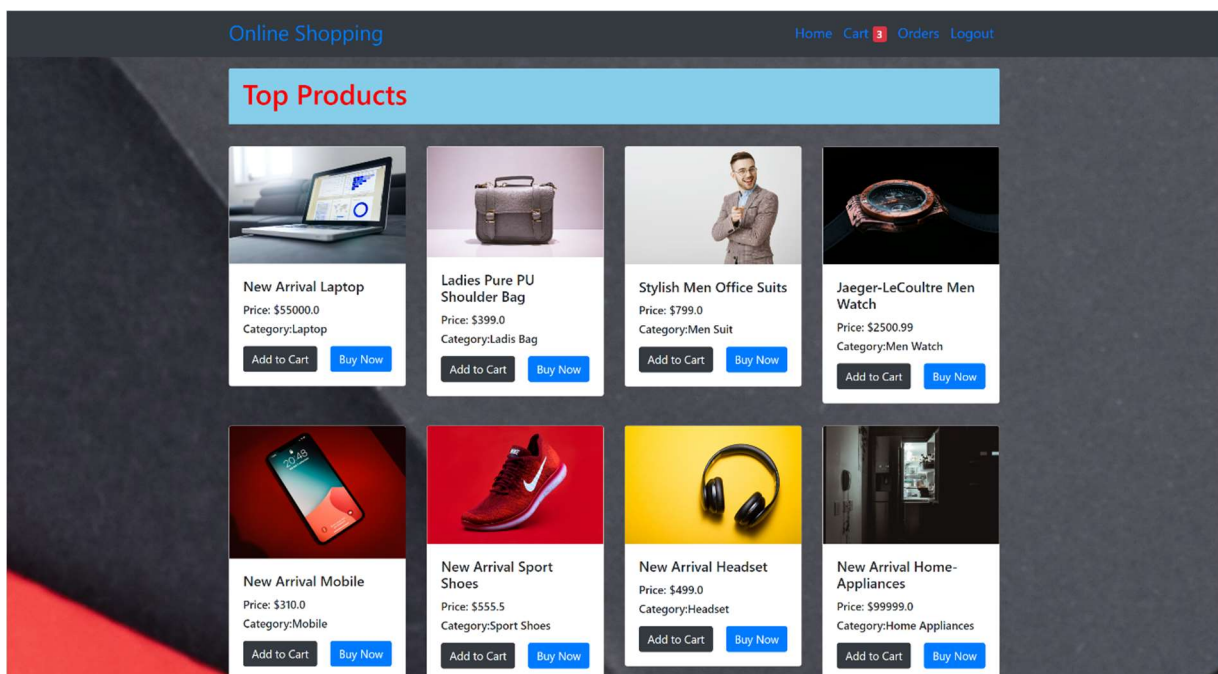 Online Shopping
Home Cart 3 Orders Logout
Top Products
New Arrival Laptop
Price: $55000.0
Category:Laptop
Add to Cart Buy Now
Ladies Pure PU
Shoulder Bag
Price: $399.0
Category:Ladis Bag
Add to Cart Buy Now
Stylish Men Office Suits
Price: $799.0
Category:Men Suit
Add to Cart Buy Now
Jaeger-LeCoultre Men
Watch
Price: $2500.99
Category:Men Watch
Add to Cart Buy Now
20:48
New Arrival Mobile
Price: $310.0
Category:Mobile
Add to Cart Buy Now
New Arrival Sport
Shoes
Price: $555.5
Category:Sport Shoes
Add to Cart Buy Now
New Arrival Headset
Price: $499.0
Category:Headset
Add to Cart Buy Now
New Arrival Home-
Appliances
Price: $99999.0
Category:Home Appliances
Add to Cart Buy Now